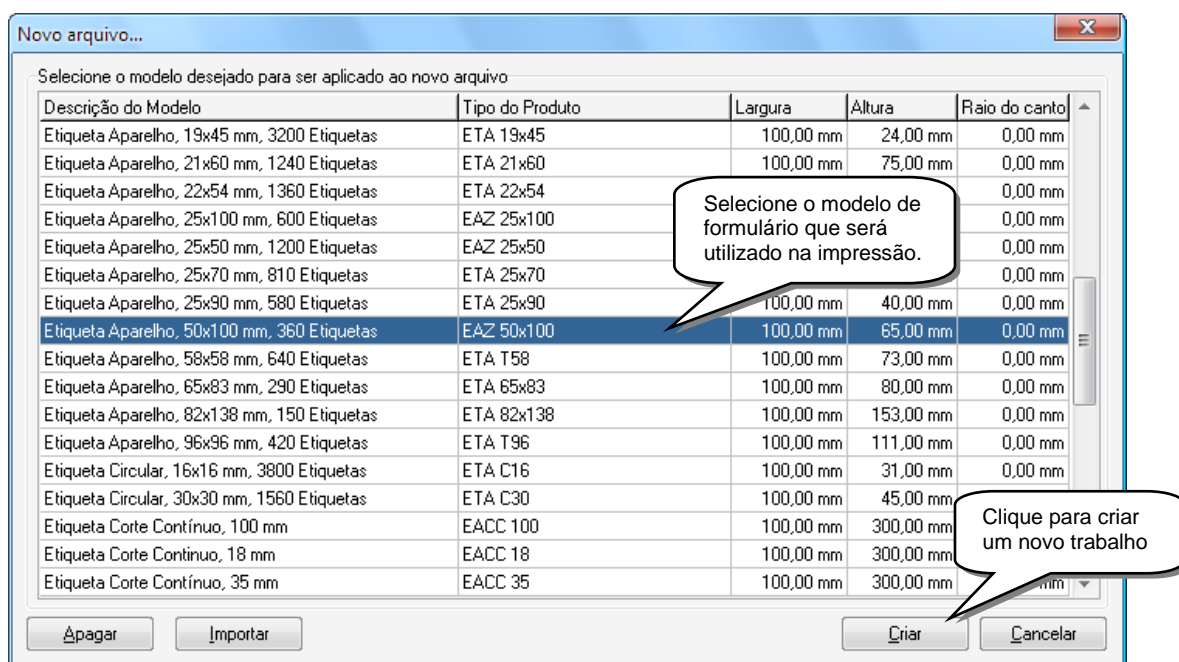 Novo arquivo...
Selecione o modelo desejado para ser aplicado ao novo arquivo
Descrição do Modelo Tipo do Produto Largura Altura Raio do canto
Etiqueta Aparelho, 19x45 mm, 3200 Etiquetas ETA 19x45 100,00 mm 24,00 mm 0,00 mm
Etiqueta Aparelho, 21x60 mm, 1240 Etiquetas ETA 21x60 100,00 mm 75,00 mm 0,00 mm
Etiqueta Aparelho, 22x54 mm, 1360 Etiquetas ETA 22x54 0,00 mm
Etiqueta Aparelho, 25x100 mm, 600 Etiquetas EAZ 25x100 0,00 mm
Etiqueta Aparelho, 25x50 mm, 1200 Etiquetas EAZ 25x50 0,00 mm
Etiqueta Aparelho, 25x70 mm, 810 Etiquetas ETA 25x70 0,00 mm
Selecione o modelo de
formulário que será
utilizado na impressão.
Etiqueta Aparelho, 25x90 mm, 580 Etiquetas ETA 25x90 100,00 mm 40,00 mm 0,00 mm
Etiqueta Aparelho, 50x100 mm, 360 Etiquetas EAZ 50x100 100,00 mm 65,00 mm 0,00 mm
Etiqueta Aparelho, 58x58 mm, 640 Etiquetas ETA T58 100,00 mm 73,00 mm 0,00 mm
Etiqueta Aparelho, 65x83 mm, 290 Etiquetas ETA 65x83 100,00 mm 80,00 mm 0,00 mm
Etiqueta Aparelho, 82x138 mm, 150 Etiquetas ETA 82x138 100,00 mm 153,00 mm 0,00 mm
Etiqueta Aparelho, 96x96 mm, 420 Etiquetas ETA T96 100,00 mm 111,00 mm 0,00 mm
Etiqueta Circular, 16x16 mm, 3800 Etiquetas ETA C16 100,00 mm 31,00 mm 0,00 mm
Etiqueta Circular, 30x30 mm, 1560 Etiquetas ETA C30 100,00 mm 45,00 mm
Etiqueta Corte Contínuo, 100 mm EACC 100 100,00 mm 300,00 mm
Etiqueta Corte Continuo, 18 mm EACC 18 100,00 mm 300,00 mm
Etiqueta Corte Contínuo, 35 mm EACC 35 100,00 mm 300,00 mm mm
Clique para criar
um novo trabalho
Apagar Importar Criar Cancelar